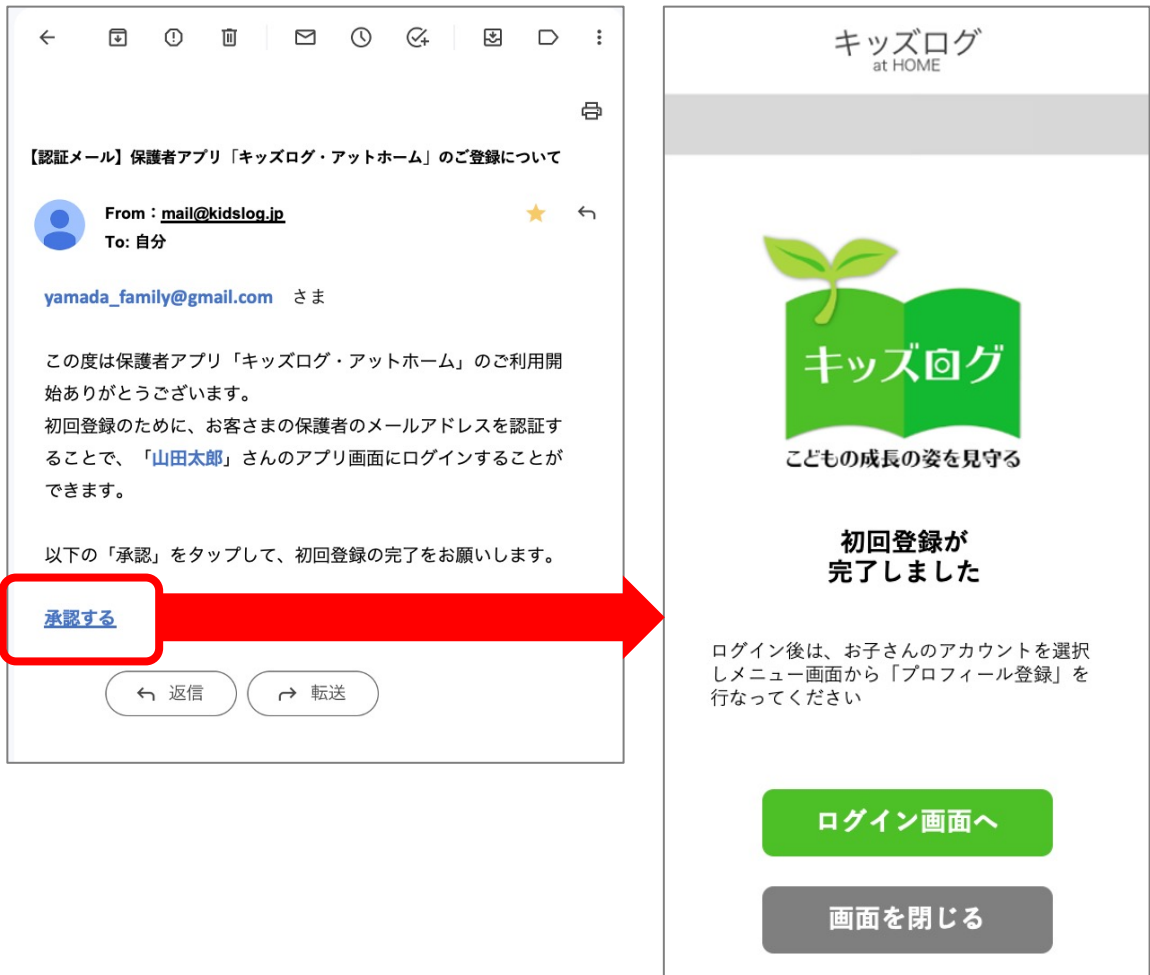 【認証メール】保護者アプリ「キッズログ・アットホーム」のご登録について
From：mail@kidslog.jp
To: 自分
yamada_family@gmail.com　さま
この度は保護者アプリ「キッズログ・アットホーム」のご利用開
始ありがとうございます。
初回登録のために、お客さまの保護者のメールアドレスを認証す
ることで、「山田太郎」さんのアプリ画面にログインすることが
できます。
以下の「承認」をタップして、初回登録の完了をお願いします。
承認する
返信
転送
キッズログ
at HOME
キッズログ
こどもの成長の姿を見守る
初回登録が
完了しました
ログイン後は、お子さんのアカウントを選択
しメニュー画面から「プロフィール登録」を
行なってください
ログイン画面へ
画面を閉じる